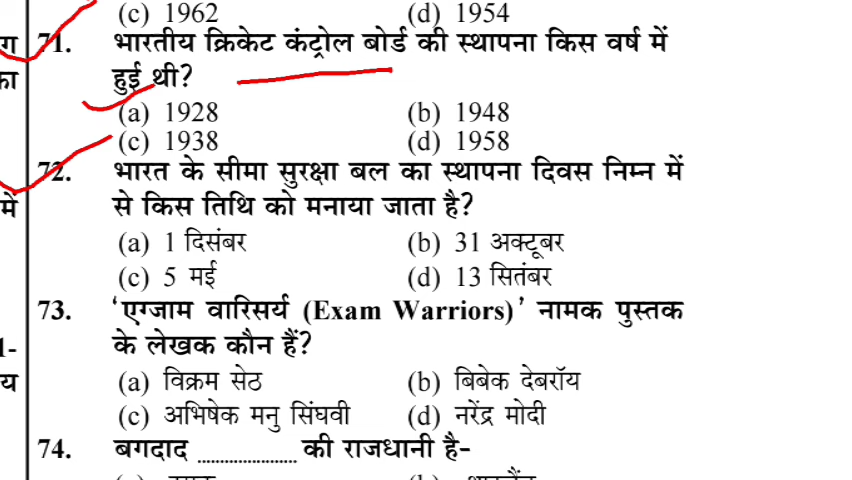 (c) 1962 (d) 1954
ग 71. भारतीय क्रिकेट कंट्रोल बोर्ड की स्थापना किस वर्ष में
का हुई थी?
(a) 1928 (b) 1948
(c) 1938 (d) 1958
72. भारत के सीमा सुरक्षा बल का स्थापना दिवस निम्न में
में से किस तिथि को मनाया जाता है?
(a) 1 दिसंबर (b) 31 अक्टूबर
(c) 5 मई (d) 13 सितंबर
73. ‘एग्जाम वारिसर्य (Exam Warriors)’ नामक पुस्तक
1- के लेखक कौन हैं?
य (a) विक्रम सेठ (b) बिबेक देबरॉय
(c) अभिषेक मनु सिंघवी (d) नरेंद्र मोदी
74. बगदाद .................... की राजधानी है-